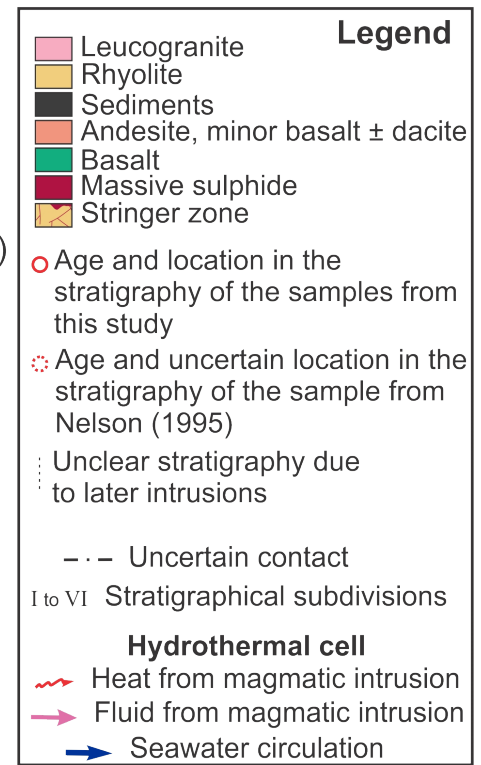 Legend
Leucogranite
Rhyolite
Sediments
Andesite, minor basalt ± dacite
Basalt
Massive sulphide
Stringer zone
Age and location in the
stratigraphy of the samples from
this study
Age and uncertain location in the
stratigraphy of the sample from
Nelson (1995)
Unclear stratigraphy due
to later intrusions
Uncertain contact
I to VI Stratigraphical subdivisions
Hydrothermal cell
Heat from magmatic intrusion
Fluid from magmatic intrusion
Seawater circulation